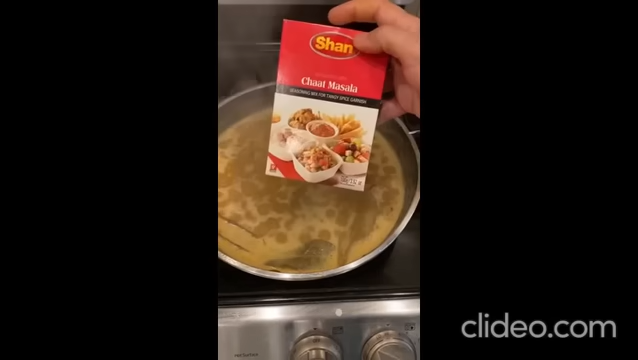 Shan
Chaat Masala
SEASONING MIX FOR TANGY SPICE GARNISH
clideo.com